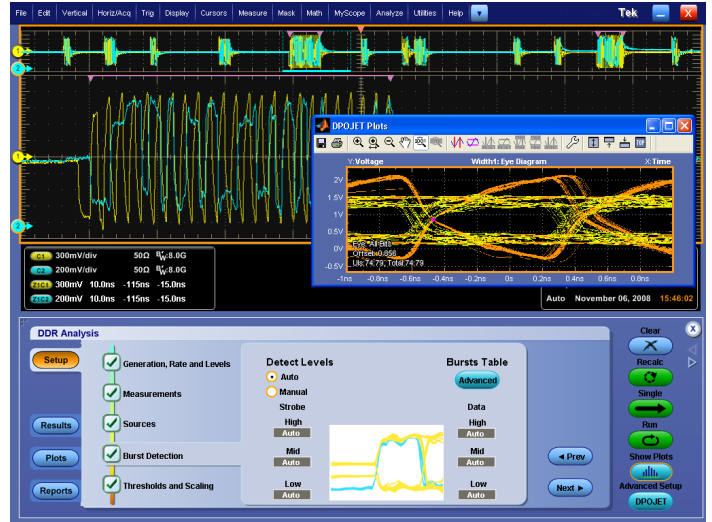 File Edit Vertical Horiz/Acq Trig Display Cursors Measure Mask Math MyScope Analyze Utilities Help Tek X
1
2
DPOJET Plots
Y:Voltage Width1: Eye Diagram X:Time
2V
1.5V
1V
0.5V
0V
-0.5V
Eye: All Bits
Offset: 0.858
UIs:7479, Total:7479
-1ns -0.8ns -0.6ns -0.4ns -0.2ns 0s 0.2ns 0.4ns 0.6ns 0.8ns
1
2
C1 300mV/div 50Ω BW:8.0G
C2 200mV/div 50Ω BW:8.0G
Z1C1 300mV 10.0ns -115ns -15.0ns
Z1C2 200mV 10.0ns -115ns -15.0ns
Auto November 06, 2008 15:46:02
DDR Analysis
Setup
Results
Plots
Reports
Generation, Rate and Levels
Measurements
Sources
Burst Detection
Thresholds and Scaling
Detect Levels
Auto
Manual
Strobe
High
Auto
Mid
Auto
Low
Auto
Bursts Table
Advanced
Data
High
Auto
Mid
Auto
Low
Auto
◄ Prev
Next ►
Clear X
Recalc
Single
Run
Show Plots
Advanced Setup
DPOJET